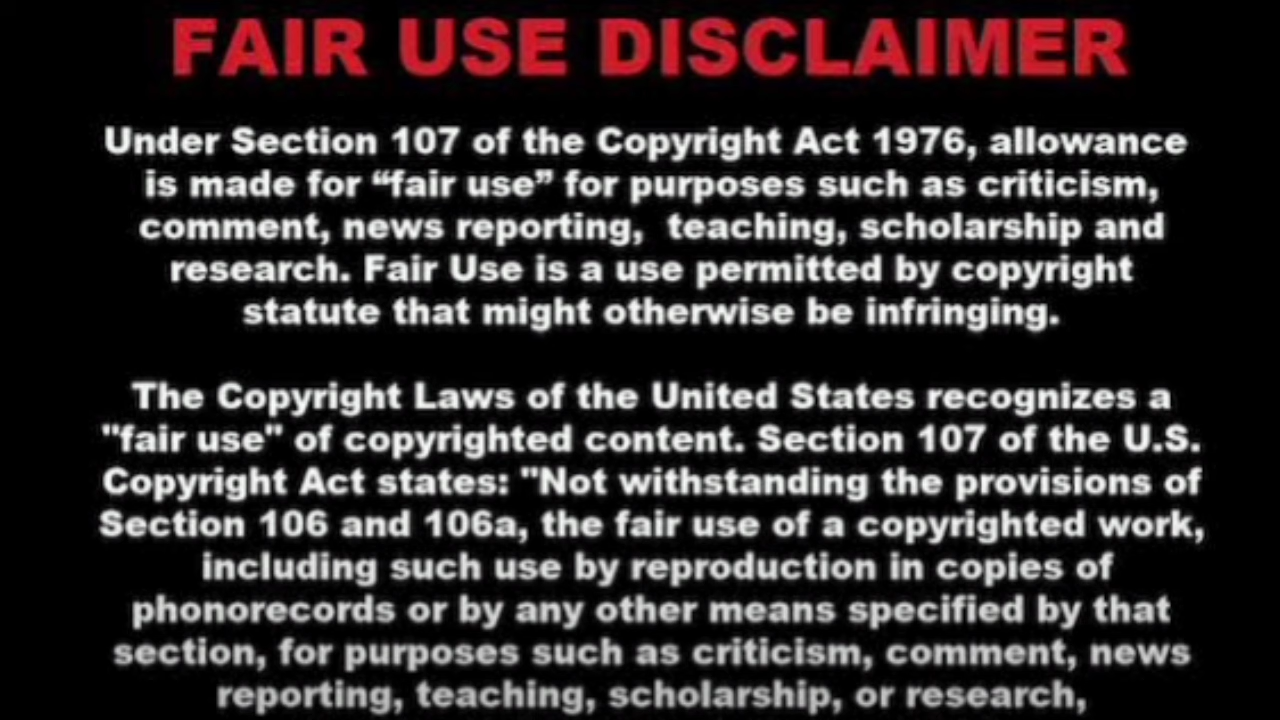 FAIR USE DISCLAIMER
Under Section 107 of the Copyright Act 1976, allowance
is made for “fair use” for purposes such as criticism,
comment, news reporting,  teaching, scholarship and
research. Fair Use is a use permitted by copyright
statute that might otherwise be infringing.
The Copyright Laws of the United States recognizes a
"fair use" of copyrighted content. Section 107 of the U.S.
Copyright Act states: "Not withstanding the provisions of
Section 106 and 106a, the fair use of a copyrighted work,
including such use by reproduction in copies of
phonorecords or by any other means specified by that
section, for purposes such as criticism, comment, news
reporting, teaching, scholarship, or research,